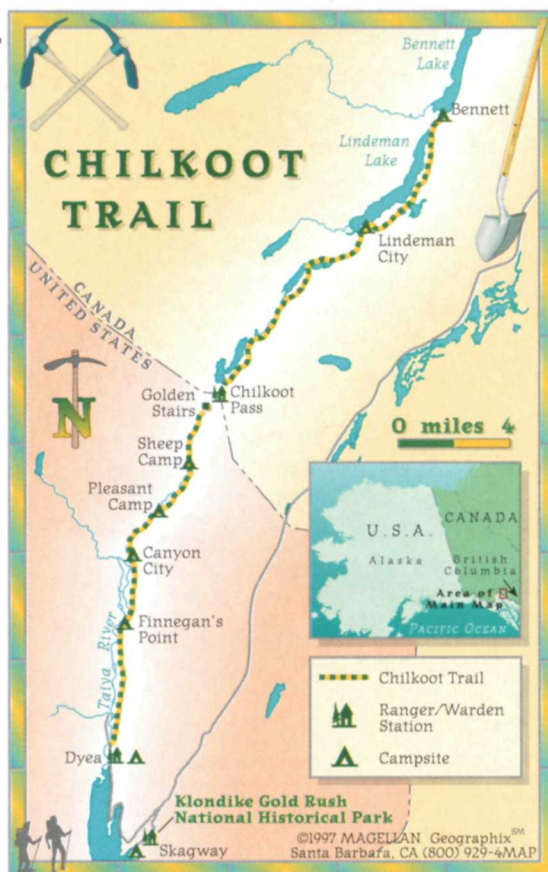 Bennett
Lake
Bennett
Lindeman
Lake
CHILKOOT
TRAIL
Lindeman
City
CANADA
UNITED STATES
Golden
Stairs
Chilkoot
Pass
N
0 miles 4
Sheep
Camp
Pleasant
Camp
Canyon
City
U.S.A.
CANADA
Alaska
British
Columbia
Area of
Main Map
PACIFIC OCEAN
Finnegan's
Point
Taiya River
Chilkoot Trail
Ranger/Warden
Station
Campsite
Dyea
Klondike Gold Rush
National Historical Park
Skagway
©1997 MAGELLAN Geographix℠
Santa Barbara, CA (800) 929-4MAP